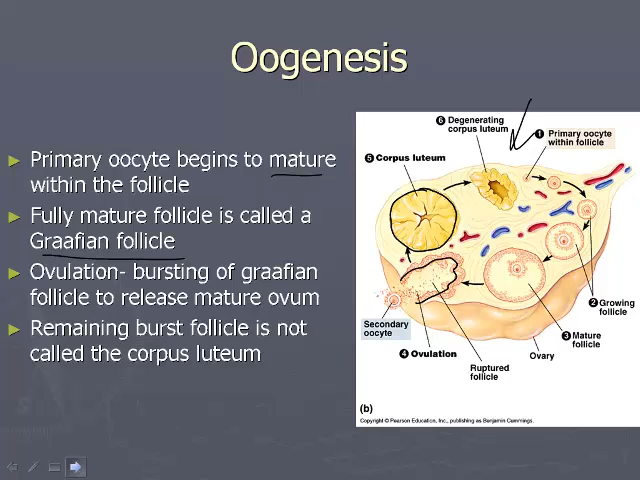 Oogenesis
► Primary oocyte begins to mature
within the follicle
► Fully mature follicle is called a
Graafian follicle
► Ovulation- bursting of graafian
follicle to release mature ovum
► Remaining burst follicle is not
called the corpus luteum
6 Degenerating
corpus luteum
1 Primary oocyte
within follicle
5 Corpus luteum
2 Growing
follicle
Secondary
oocyte
3 Mature
follicle
4 Ovulation
Ovary
Ruptured
follicle
(b)
Copyright © Pearson Education, Inc., publishing as Benjamin Cummings.